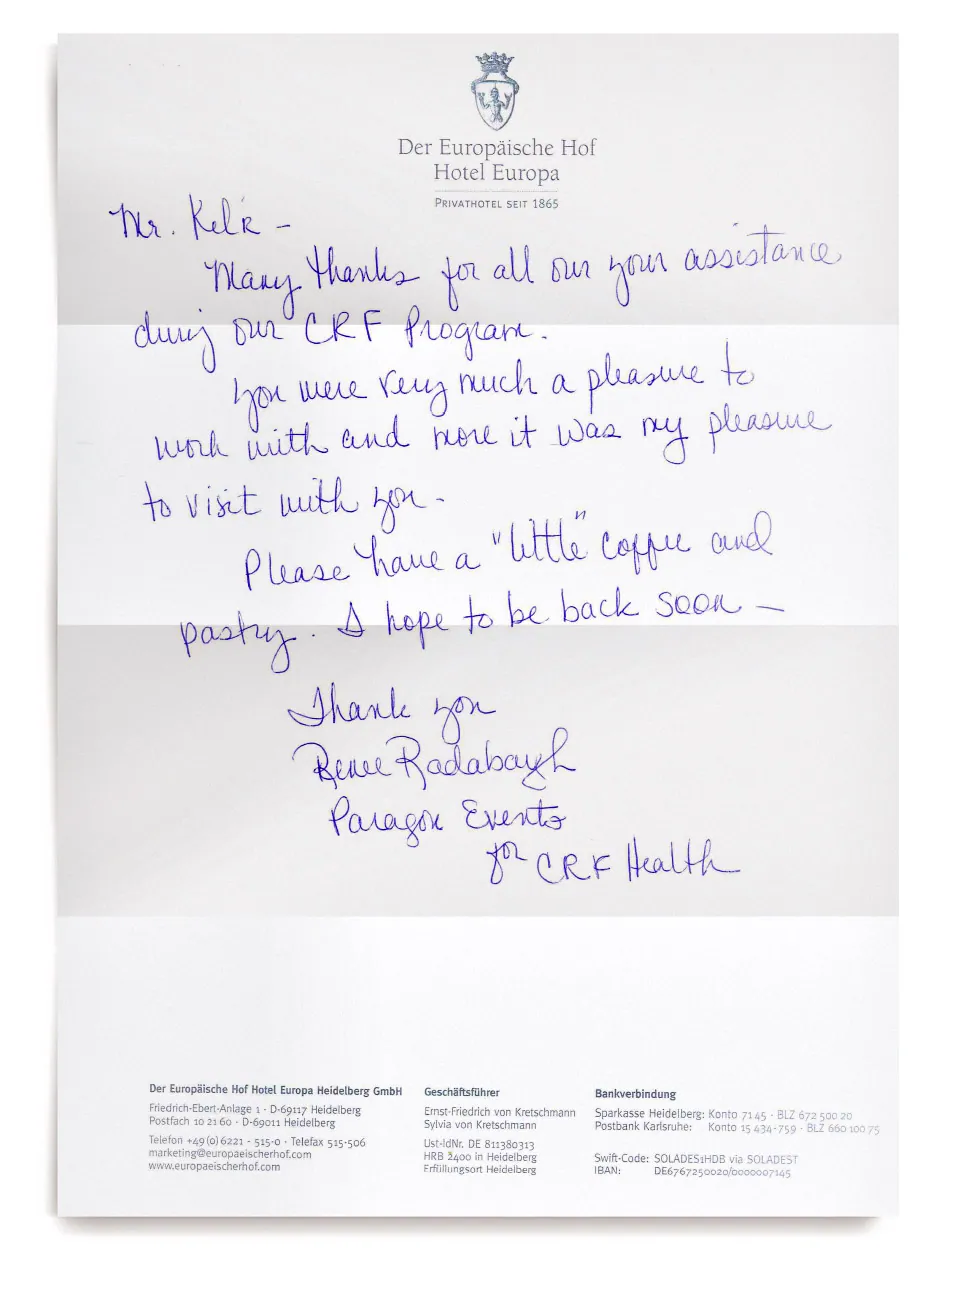 Der Europäische Hof
Hotel Europa
PRIVATHOTEL SEIT 1865
Mr. Kelk –
Many thanks for all our your assistance
during our CRF Program.
You were very much a pleasure to
work with and more it was my pleasure
to visit with you.
Please have a "little" coffee and
pastry. I hope to be back soon –
Thank you
Renee Radabaugh
Paragon Events
for CRF Health
Der Europäische Hof Hotel Europa Heidelberg GmbH
Friedrich-Ebert-Anlage 1 · D-69117 Heidelberg
Postfach 10 21 60 · D-69011 Heidelberg
Telefon +49 (0) 6221 - 515-0 · Telefax 515-506
marketing@europaeischerhof.com
www.europaeischerhof.com
Geschäftsführer
Ernst-Friedrich von Kretschmann
Sylvia von Kretschmann
Ust-IdNr. DE 811380313
HRB 2400 in Heidelberg
Erfüllungsort Heidelberg
Bankverbindung
Sparkasse Heidelberg: Konto 71 45 · BLZ 672 500 20
Postbank Karlsruhe: Konto 15 434-759 · BLZ 660 100 75
Swift-Code: SOLADES1HDB via SOLADEST
IBAN: DE6767250020/0000007145